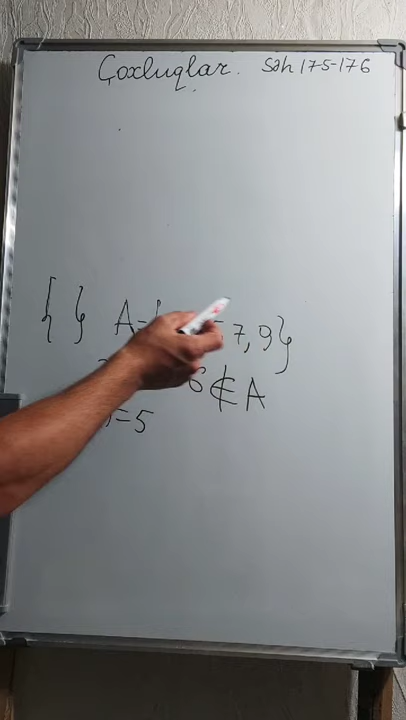 Çoxluqlar. Səh 175-176
{ } A={ 7, 9}
6 ∉ A
=5